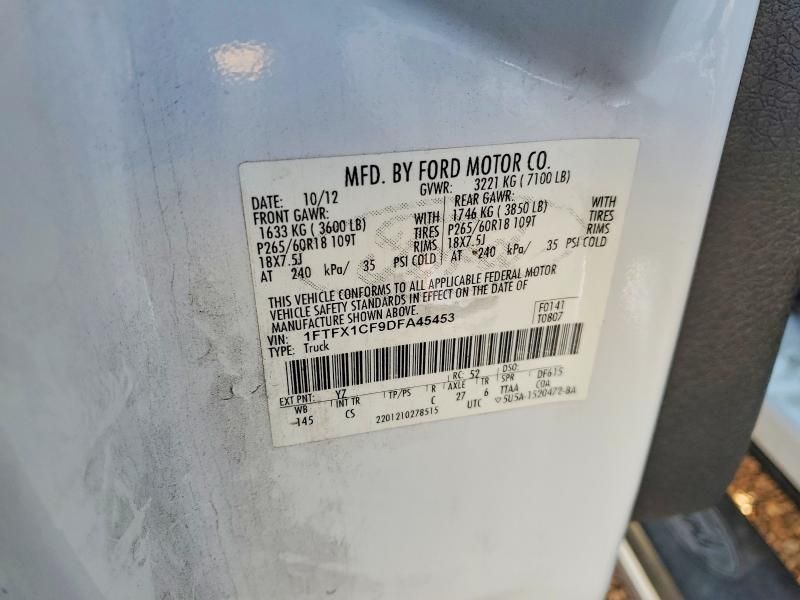 MFD. BY FORD MOTOR CO.
DATE: 10/12 GVWR: 3221 KG ( 7100 LB)
FRONT GAWR: REAR GAWR: WITH
1633 KG ( 3600 LB) WITH 1746 KG ( 3850 LB) TIRES
P265/60R18 109T TIRES P265/60R18 109T RIMS
18X7.5J RIMS 18X7.5J
AT 240 kPa/ 35 PSI COLD AT 240 kPa/ 35 PSI COLD
THIS VEHICLE CONFORMS TO ALL APPLICABLE FEDERAL MOTOR
VEHICLE SAFETY STANDARDS IN EFFECT ON THE DATE OF
MANUFACTURE SHOWN ABOVE.
VIN: 1FTFX1CF9DFA45453
TYPE: Truck
F0141
T0807
EXT PNT: YZ RC: 52 DSO:
WB INT TR TP/PS R AXLE TR SPR DF615
145 CS C 27 6 TTAA COA
2201210278515 UTC 5U5A-1520472-BA